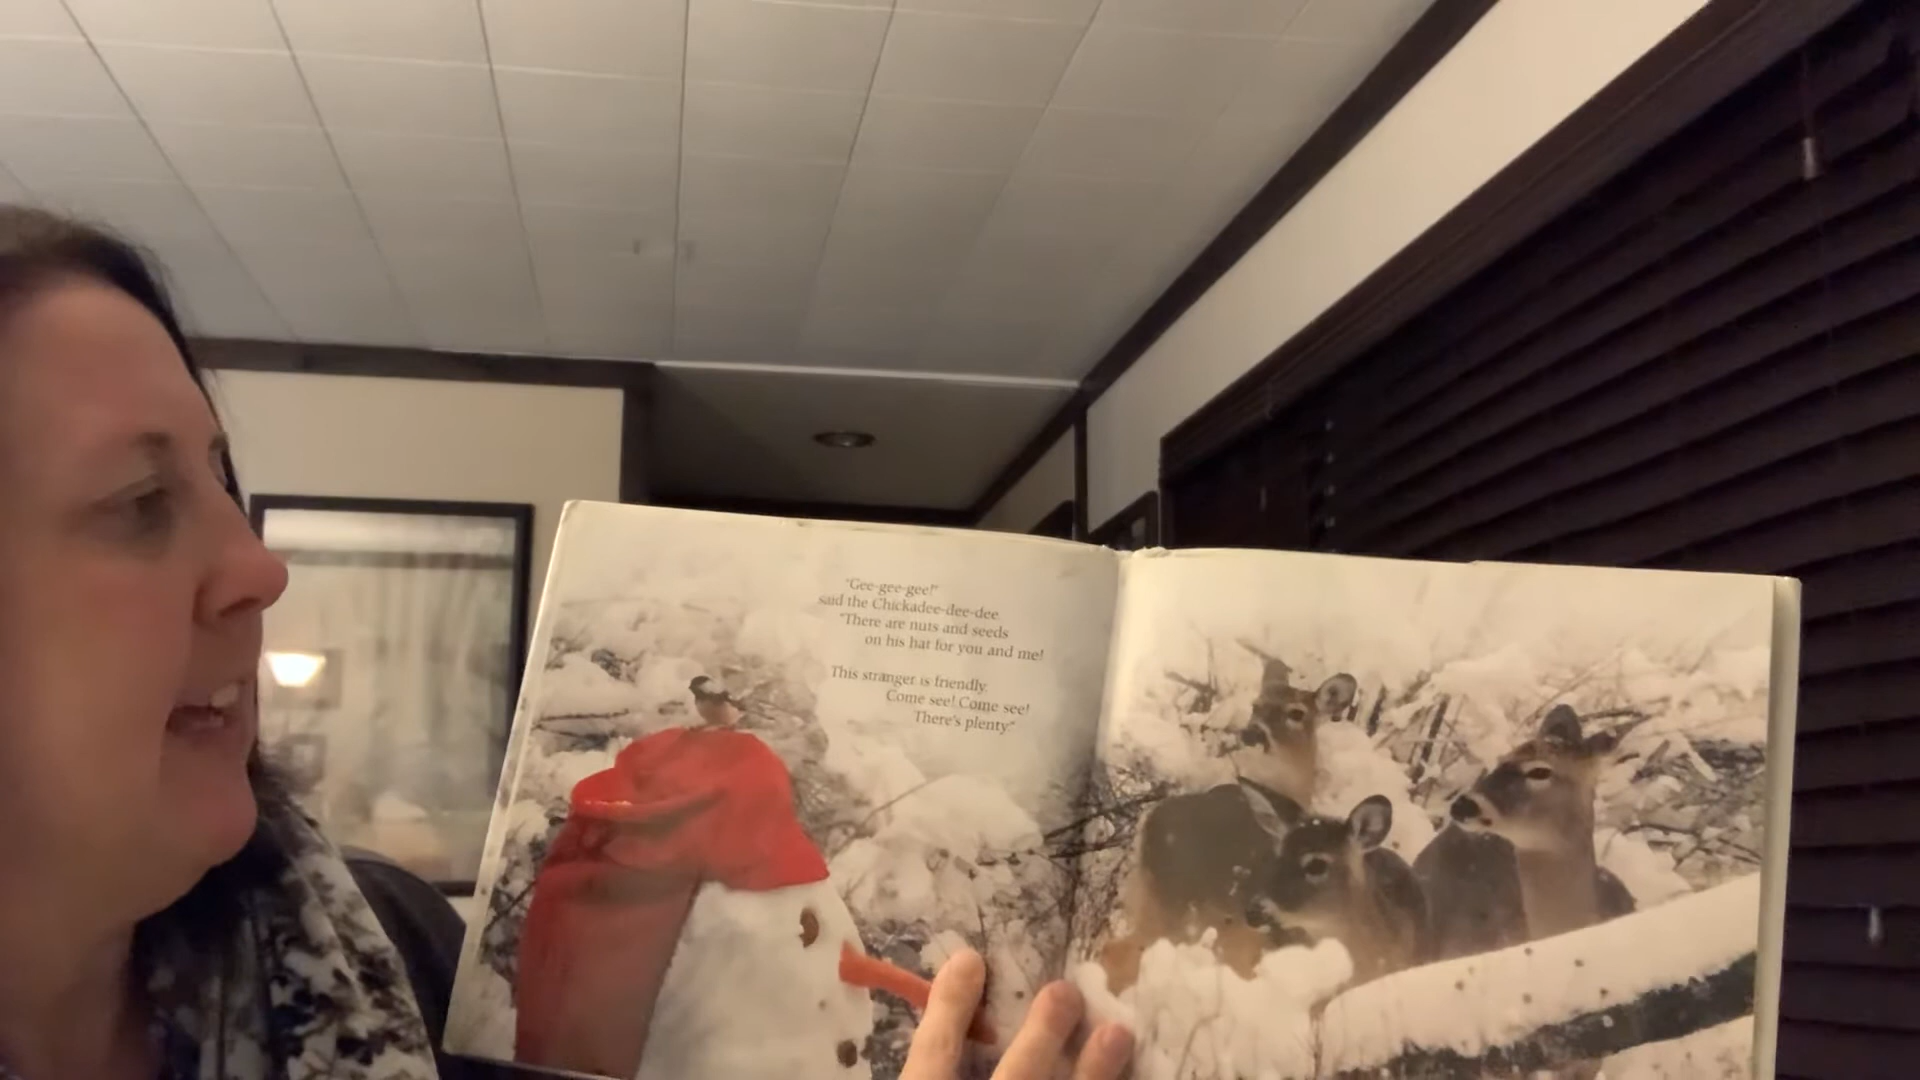 "Gee-gee-gee!"
said the Chickadee-dee-dee.
"There are nuts and seeds
on his hat for you and me!
This stranger is friendly.
Come see! Come see!
There's plenty."